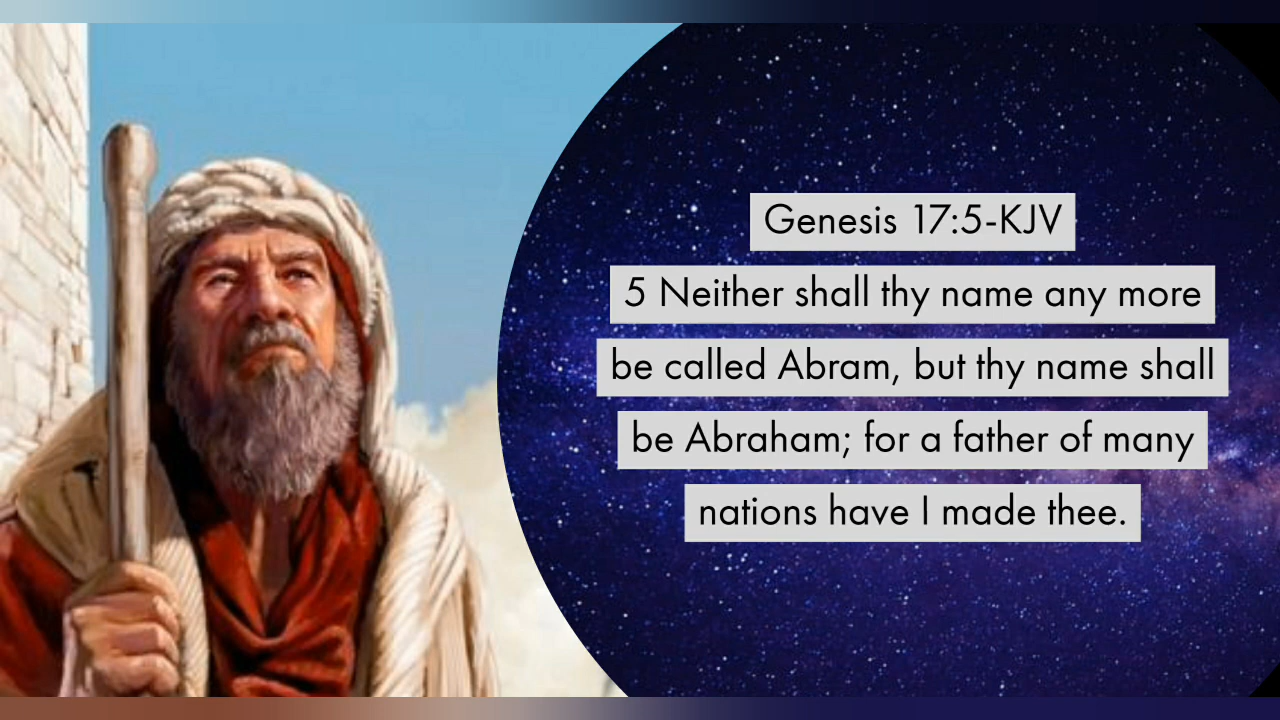 Genesis 17:5-KJV
5 Neither shall thy name any more
be called Abram, but thy name shall
be Abraham; for a father of many
nations have I made thee.